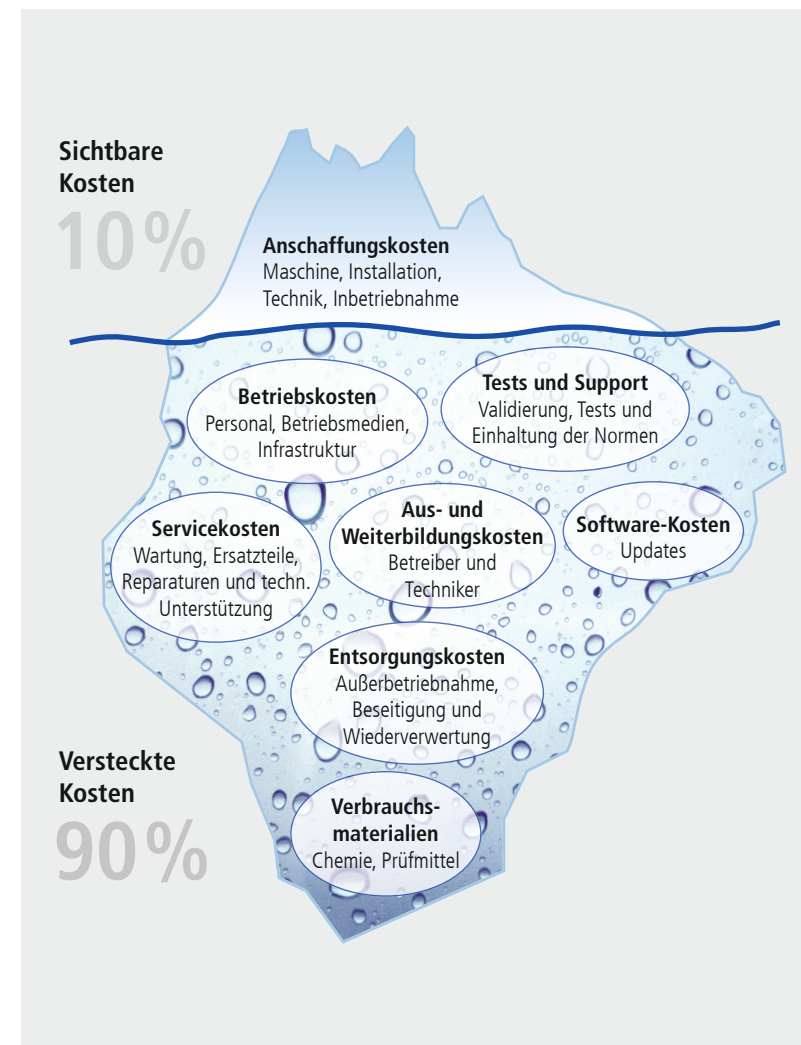 Sichtbare
Kosten
10%
Anschaffungskosten
Maschine, Installation,
Technik, Inbetriebnahme
Betriebskosten
Personal, Betriebsmedien,
Infrastruktur
Tests und Support
Validierung, Tests und
Einhaltung der Normen
Servicekosten
Wartung, Ersatzteile,
Reparaturen und techn.
Unterstützung
Aus- und
Weiterbildungskosten
Betreiber und
Techniker
Software-Kosten
Updates
Entsorgungskosten
Außerbetriebnahme,
Beseitigung und
Wiederverwertung
Versteckte
Kosten
90%
Verbrauchs-
materialien
Chemie, Prüfmittel